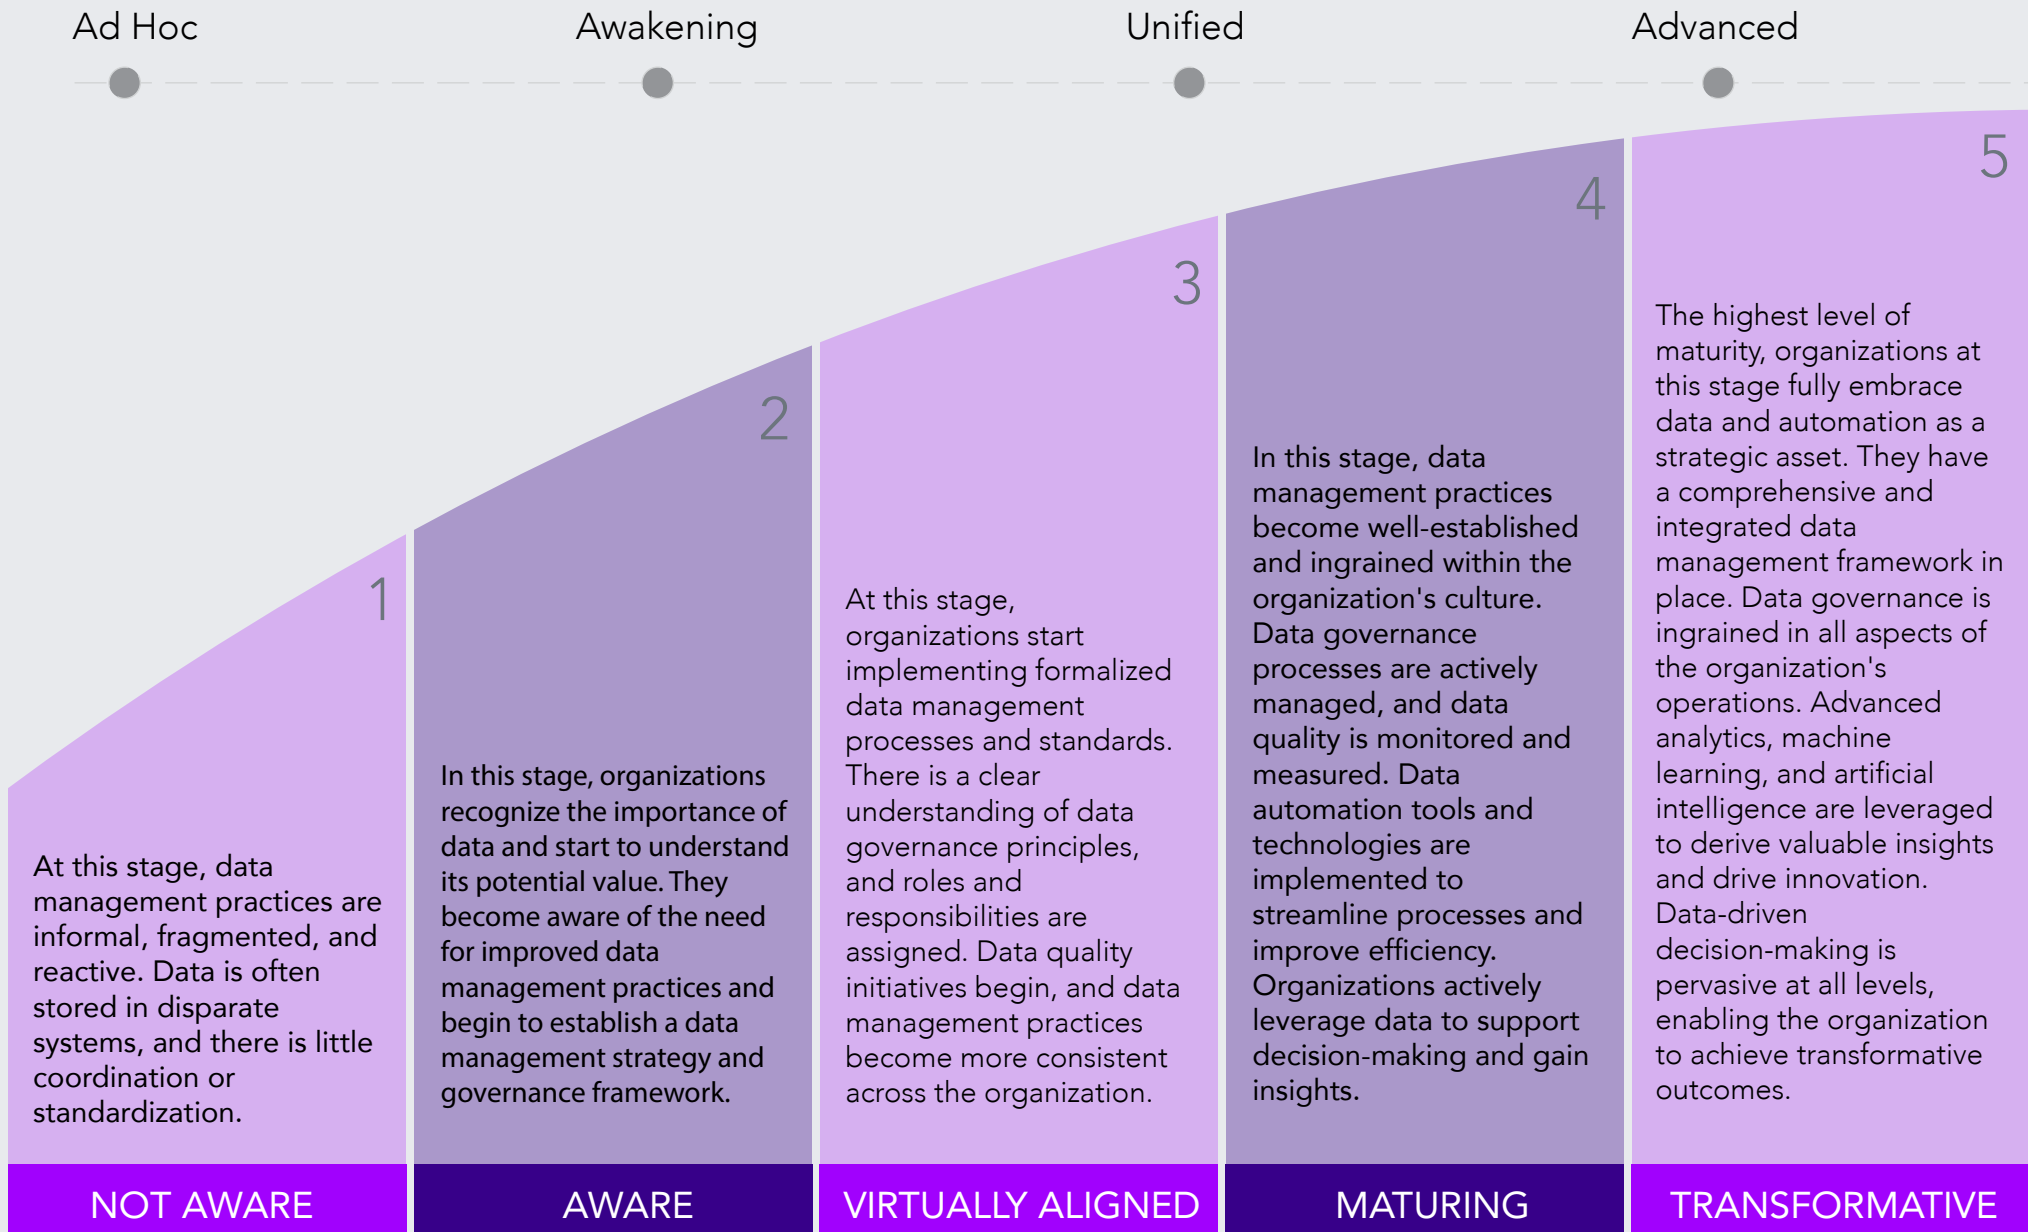 Ad Hoc
Awakening
Unified
Advanced
1
At this stage, data
management practices are
informal, fragmented, and
reactive. Data is often
stored in disparate
systems, and there is little
coordination or
standardization.
NOT AWARE
2
In this stage, organizations
recognize the importance of
data and start to understand
its potential value. They
become aware of the need
for improved data
management practices and
begin to establish a data
management strategy and
governance framework.
AWARE
3
At this stage,
organizations start
implementing formalized
data management
processes and standards.
There is a clear
understanding of data
governance principles,
and roles and
responsibilities are
assigned. Data quality
initiatives begin, and data
management practices
become more consistent
across the organization.
VIRTUALLY ALIGNED
4
In this stage, data
management practices
become well-established
and ingrained within the
organization's culture.
Data governance
processes are actively
managed, and data
quality is monitored and
measured. Data
automation tools and
technologies are
implemented to
streamline processes and
improve efficiency.
Organizations actively
leverage data to support
decision-making and gain
insights.
MATURING
5
The highest level of
maturity, organizations at
this stage fully embrace
data and automation as a
strategic asset. They have
a comprehensive and
integrated data
management framework in
place. Data governance is
ingrained in all aspects of
the organization's
operations. Advanced
analytics, machine
learning, and artificial
intelligence are leveraged
to derive valuable insights
and drive innovation.
Data-driven
decision-making is
pervasive at all levels,
enabling the organization
to achieve transformative
outcomes.
TRANSFORMATIVE